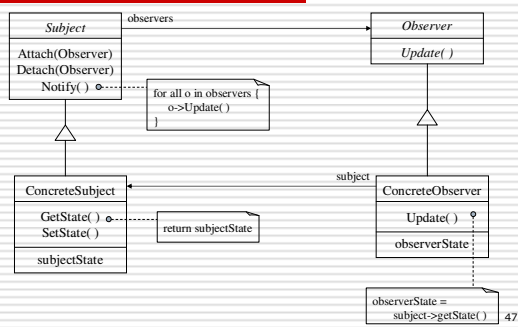 observers
Subject
Attach(Observer)
Detach(Observer)
Notify( )
Observer
Update( )
for all o in observers {
o->Update( )
}
subject
ConcreteSubject
GetState( )
SetState( )
subjectState
return subjectState
ConcreteObserver
Update( )
observerState
observerState =
subject->getState( )
47